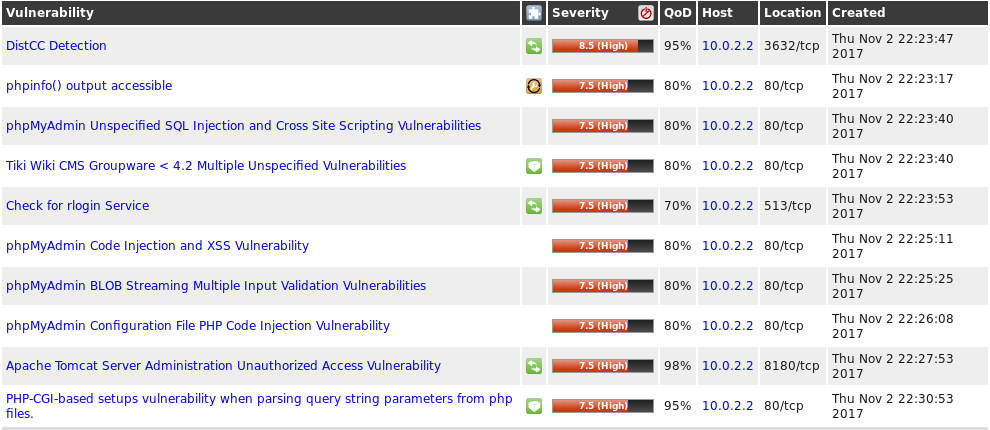 Vulnerability Severity QoD Host Location Created
DistCC Detection 8.5 (High) 95% 10.0.2.2 3632/tcp Thu Nov 2 22:23:47
2017
phpinfo() output accessible 7.5 (High) 80% 10.0.2.2 80/tcp Thu Nov 2 22:23:17
2017
phpMyAdmin Unspecified SQL Injection and Cross Site Scripting Vulnerabilities 7.5 (High) 80% 10.0.2.2 80/tcp Thu Nov 2 22:23:40
2017
Tiki Wiki CMS Groupware < 4.2 Multiple Unspecified Vulnerabilities 7.5 (High) 80% 10.0.2.2 80/tcp Thu Nov 2 22:23:40
2017
Check for rlogin Service 7.5 (High) 70% 10.0.2.2 513/tcp Thu Nov 2 22:23:53
2017
phpMyAdmin Code Injection and XSS Vulnerability 7.5 (High) 80% 10.0.2.2 80/tcp Thu Nov 2 22:25:11
2017
phpMyAdmin BLOB Streaming Multiple Input Validation Vulnerabilities 7.5 (High) 80% 10.0.2.2 80/tcp Thu Nov 2 22:25:25
2017
phpMyAdmin Configuration File PHP Code Injection Vulnerability 7.5 (High) 80% 10.0.2.2 80/tcp Thu Nov 2 22:26:08
2017
Apache Tomcat Server Administration Unauthorized Access Vulnerability 7.5 (High) 98% 10.0.2.2 8180/tcp Thu Nov 2 22:27:53
2017
PHP-CGI-based setups vulnerability when parsing query string parameters from php 7.5 (High) 95% 10.0.2.2 80/tcp Thu Nov 2 22:30:53
files. 2017